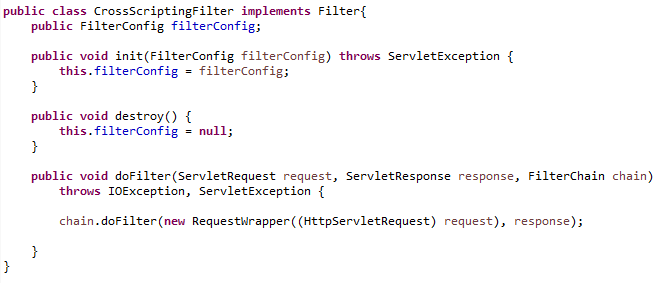 public class CrossScriptingFilter implements Filter{
    public FilterConfig filterConfig;

    public void init(FilterConfig filterConfig) throws ServletException {
        this.filterConfig = filterConfig;
    }

    public void destroy() {
        this.filterConfig = null;
    }

    public void doFilter(ServletRequest request, ServletResponse response, FilterChain chain)
        throws IOException, ServletException {

        chain.doFilter(new RequestWrapper((HttpServletRequest) request), response);

    }
}